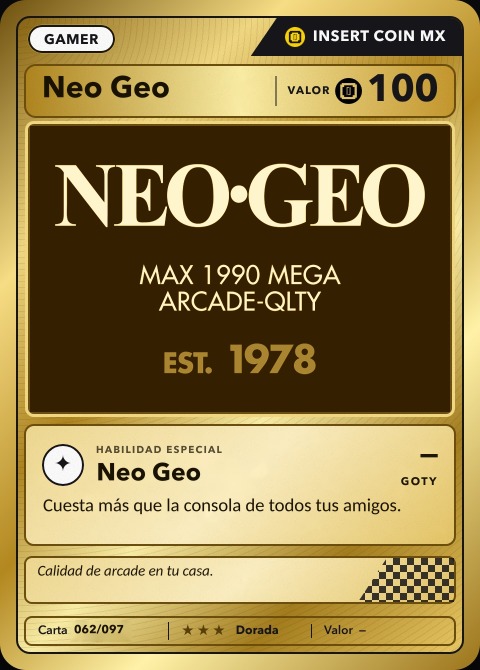 GAMER
INSERT COIN MX
Neo Geo
VALOR 100
NEO•GEO
MAX 1990 MEGA
ARCADE-QLTY
EST. 1978
HABILIDAD ESPECIAL
Neo Geo
–
GOTY
Cuesta más que la consola de todos tus amigos.
Calidad de arcade en tu casa.
Carta 062/097 ★ ★ ★ Dorada Valor –